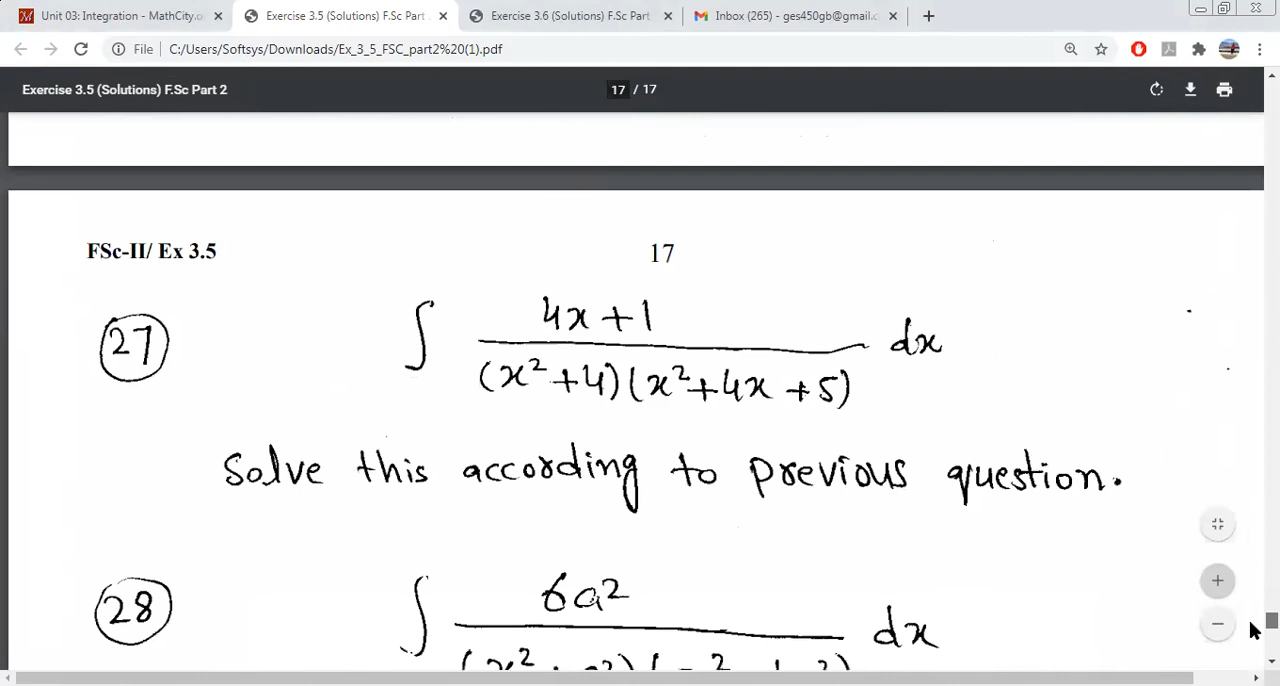 Unit 03: Integration - MathCity.o
Exercise 3.5 (Solutions) F.Sc Part
Exercise 3.6 (Solutions) F.Sc Part
Inbox (265) - ges450gb@gmail.c
File | C:/Users/Softsys/Downloads/Ex_3_5_FSC_part2%20(1).pdf
Exercise 3.5 (Solutions) F.Sc Part 2
17 / 17
FSc-II/ Ex 3.5
17
27 ∫ 4x+1 / (x²+4)(x²+4x+5) dx
Solve this according to previous question.
28 ∫ 6a² dx